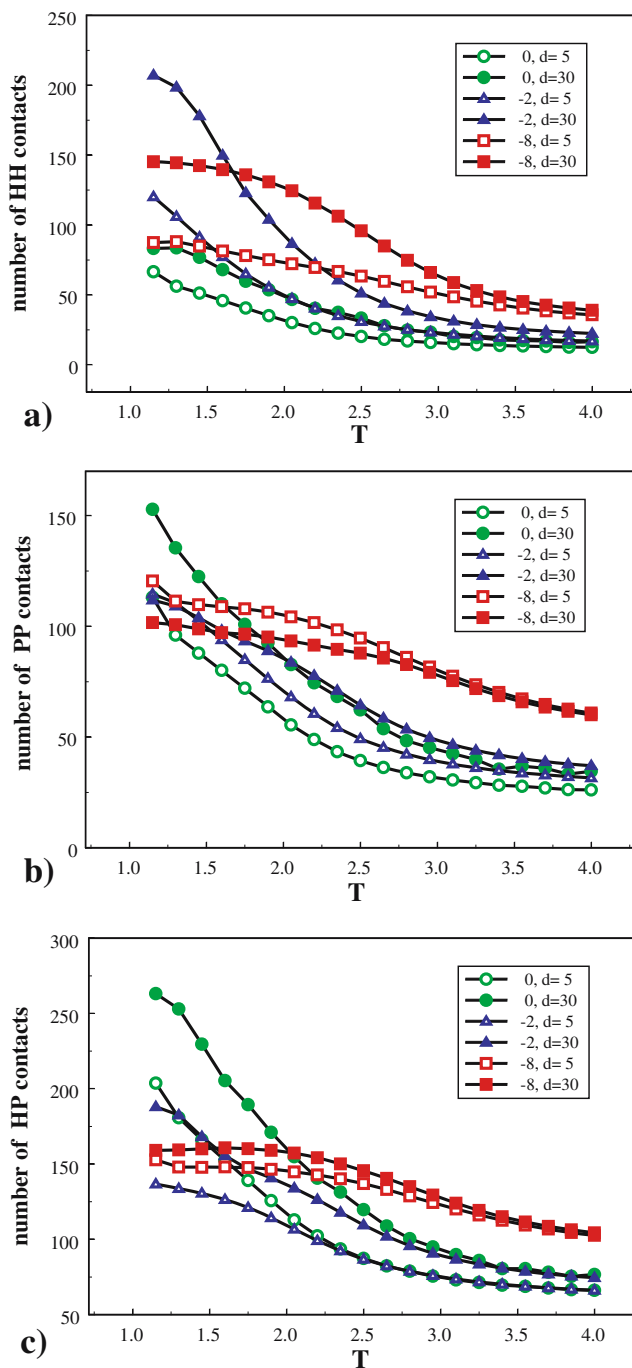 250
200
150
100
50
0
number of HH contacts
0, d= 5
0, d=30
-2, d= 5
-2, d=30
-8, d= 5
-8, d=30
1.0 1.5 2.0 2.5 3.0 3.5 4.0
a)
T
150
100
50
0
number of PP contacts
0, d= 5
0, d=30
-2, d= 5
-2, d=30
-8, d= 5
-8, d=30
1.0 1.5 2.0 2.5 3.0 3.5 4.0
b)
T
300
250
200
150
100
50
number of HP contacts
0, d= 5
0, d=30
-2, d= 5
-2, d=30
-8, d= 5
-8, d=30
1.0 1.5 2.0 2.5 3.0 3.5 4.0
c)
T